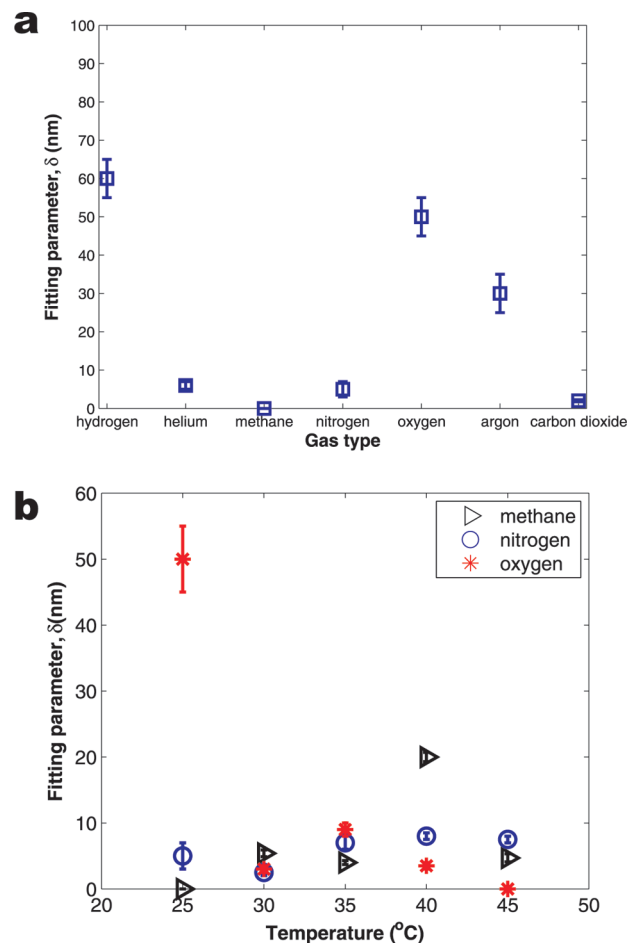 a
100
90
80
70
60
50
40
30
20
10
0
Fitting parameter, δ (nm)
hydrogen helium methane nitrogen oxygen argon carbon dioxide
Gas type
b
60
50
40
30
20
10
0
Fitting parameter, δ(nm)
methane
nitrogen
oxygen
20 25 30 35 40 45 50
Temperature (°C)